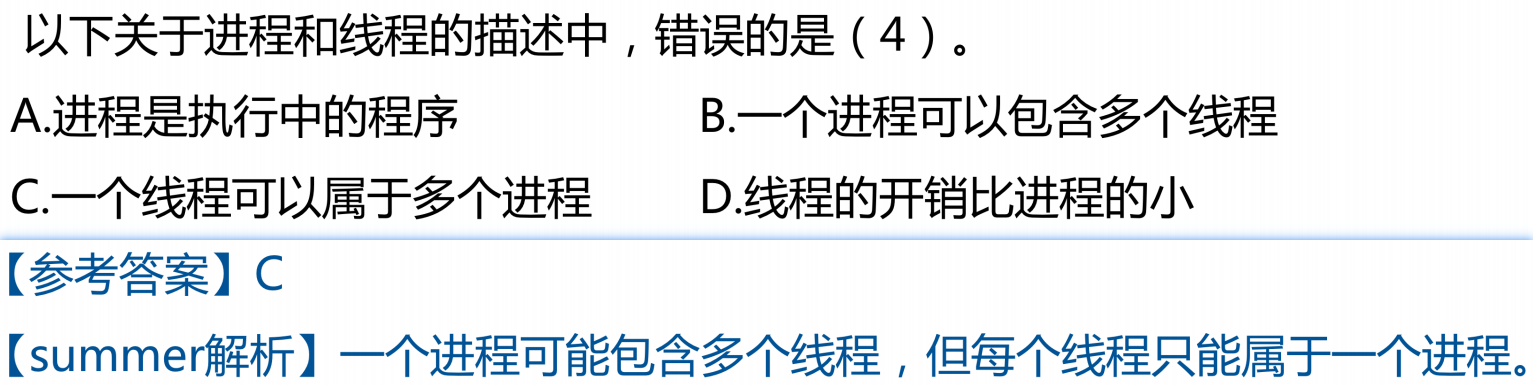 以下关于进程和线程的描述中，错误的是（4）。
A.进程是执行中的程序 B.一个进程可以包含多个线程
C.一个线程可以属于多个进程 D.线程的开销比进程的小
【参考答案】C
【summer解析】一个进程可能包含多个线程，但每个线程只能属于一个进程。